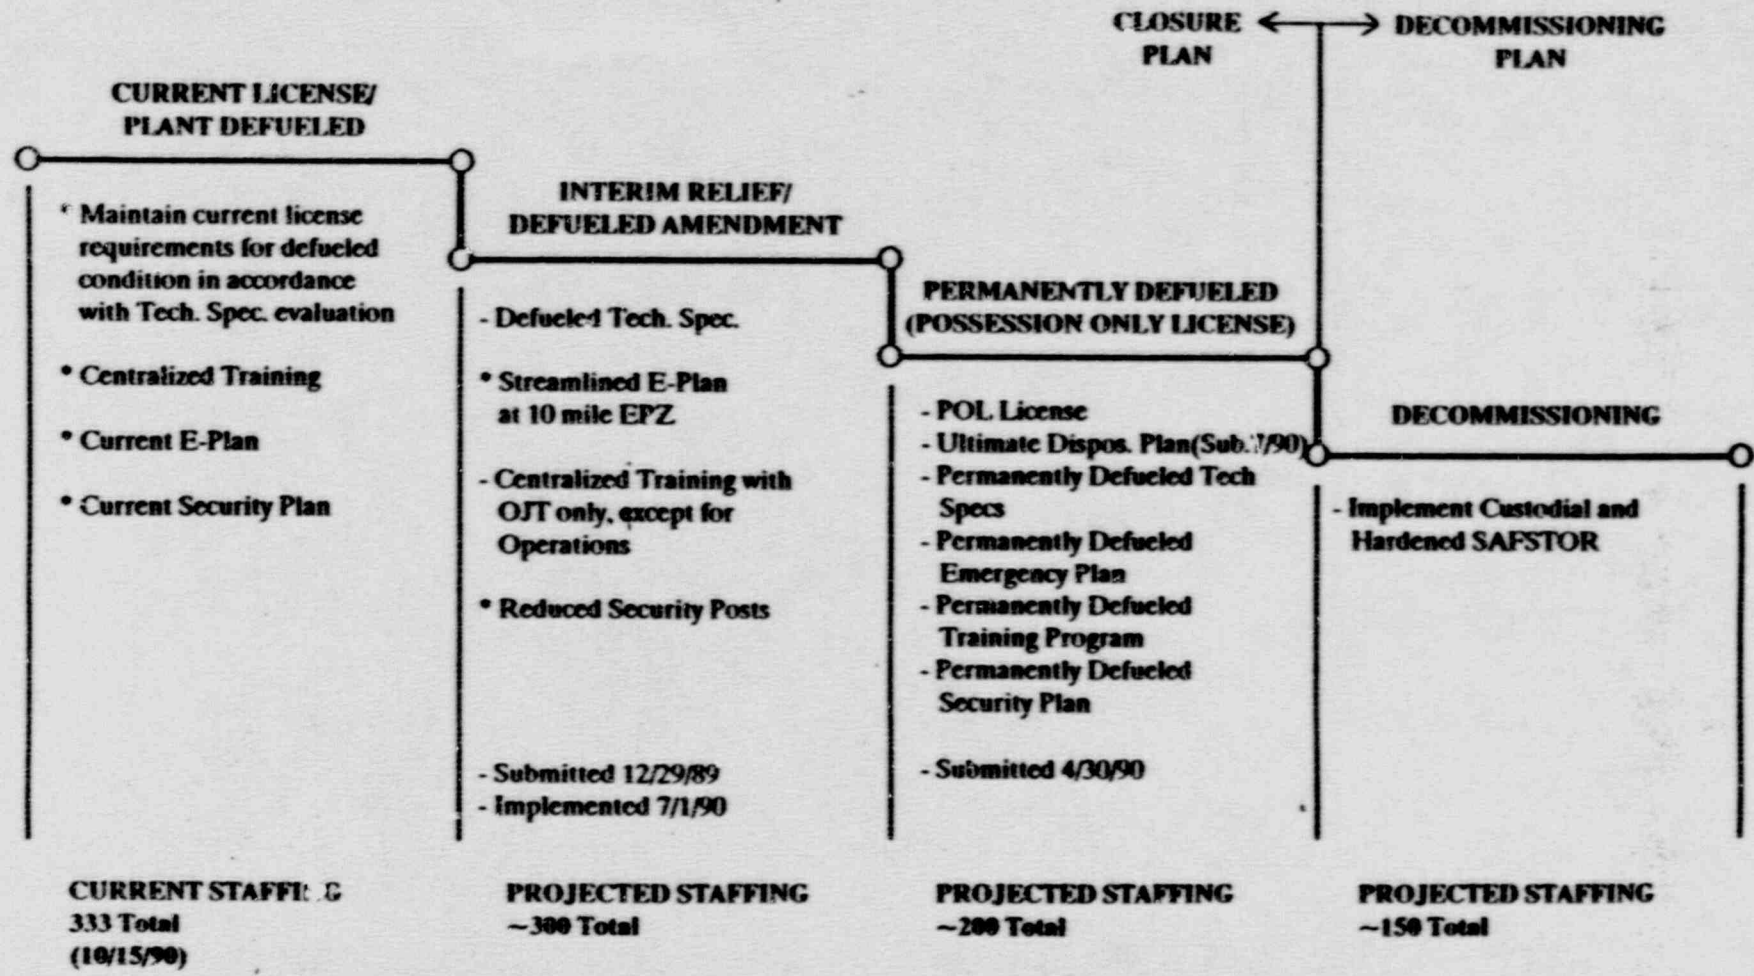 CLOSURE PLAN
DECOMMISSIONING PLAN
CURRENT LICENSE/
PLANT DEFUELED
* Maintain current license
requirements for defueled
condition in accordance
with Tech. Spec. evaluation
* Centralized Training
* Current E-Plan
* Current Security Plan
CURRENT STAFFING
333 Total
(10/15/90)
INTERIM RELIEF/
DEFUELED AMENDMENT
- Defueled Tech. Spec.
* Streamlined E-Plan
at 10 mile EPZ
- Centralized Training with
OJT only, except for
Operations
* Reduced Security Posts
- Submitted 12/29/89
- Implemented 7/1/90
PROJECTED STAFFING
~300 Total
PERMANENTLY DEFUELED
(POSSESSION ONLY LICENSE)
- POL License
- Ultimate Dispos. Plan(Sub. /90)
- Permanently Defueled Tech
Specs
- Permanently Defueled
Emergency Plan
- Permanently Defueled
Training Program
- Permanently Defueled
Security Plan
- Submitted 4/30/90
PROJECTED STAFFING
~200 Total
DECOMMISSIONING
- Implement Custodial and
Hardened SAFSTOR
PROJECTED STAFFING
~150 Total